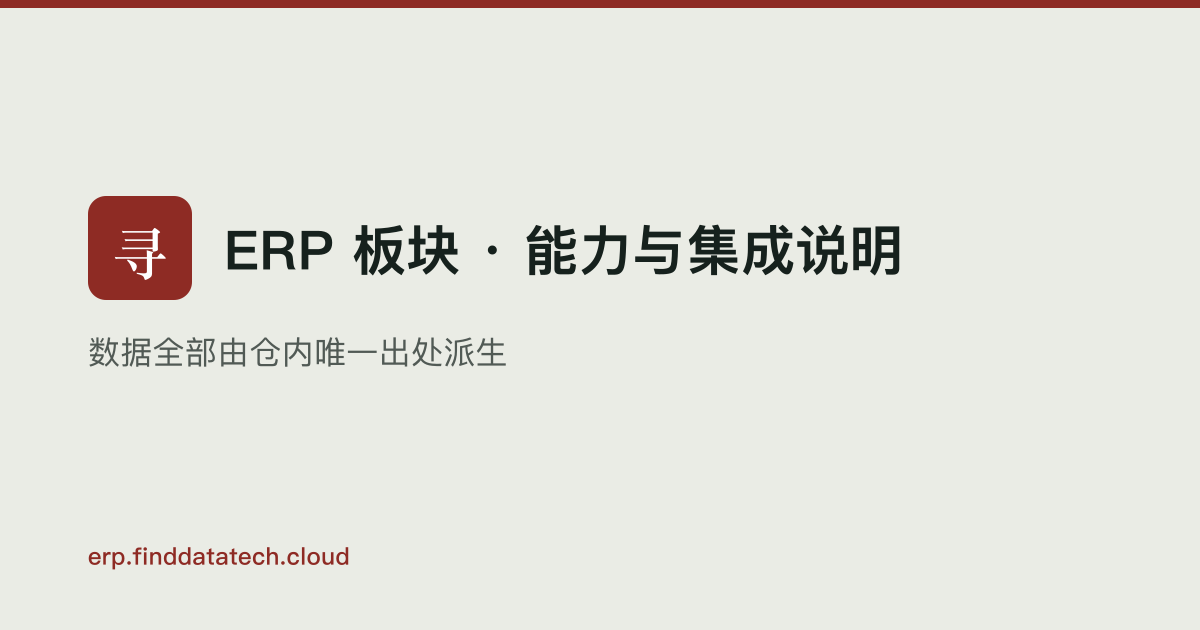 寻
ERP 板块 · 能力与集成说明
数据全部由仓内唯一出处派生
erp.finddatatech.cloud